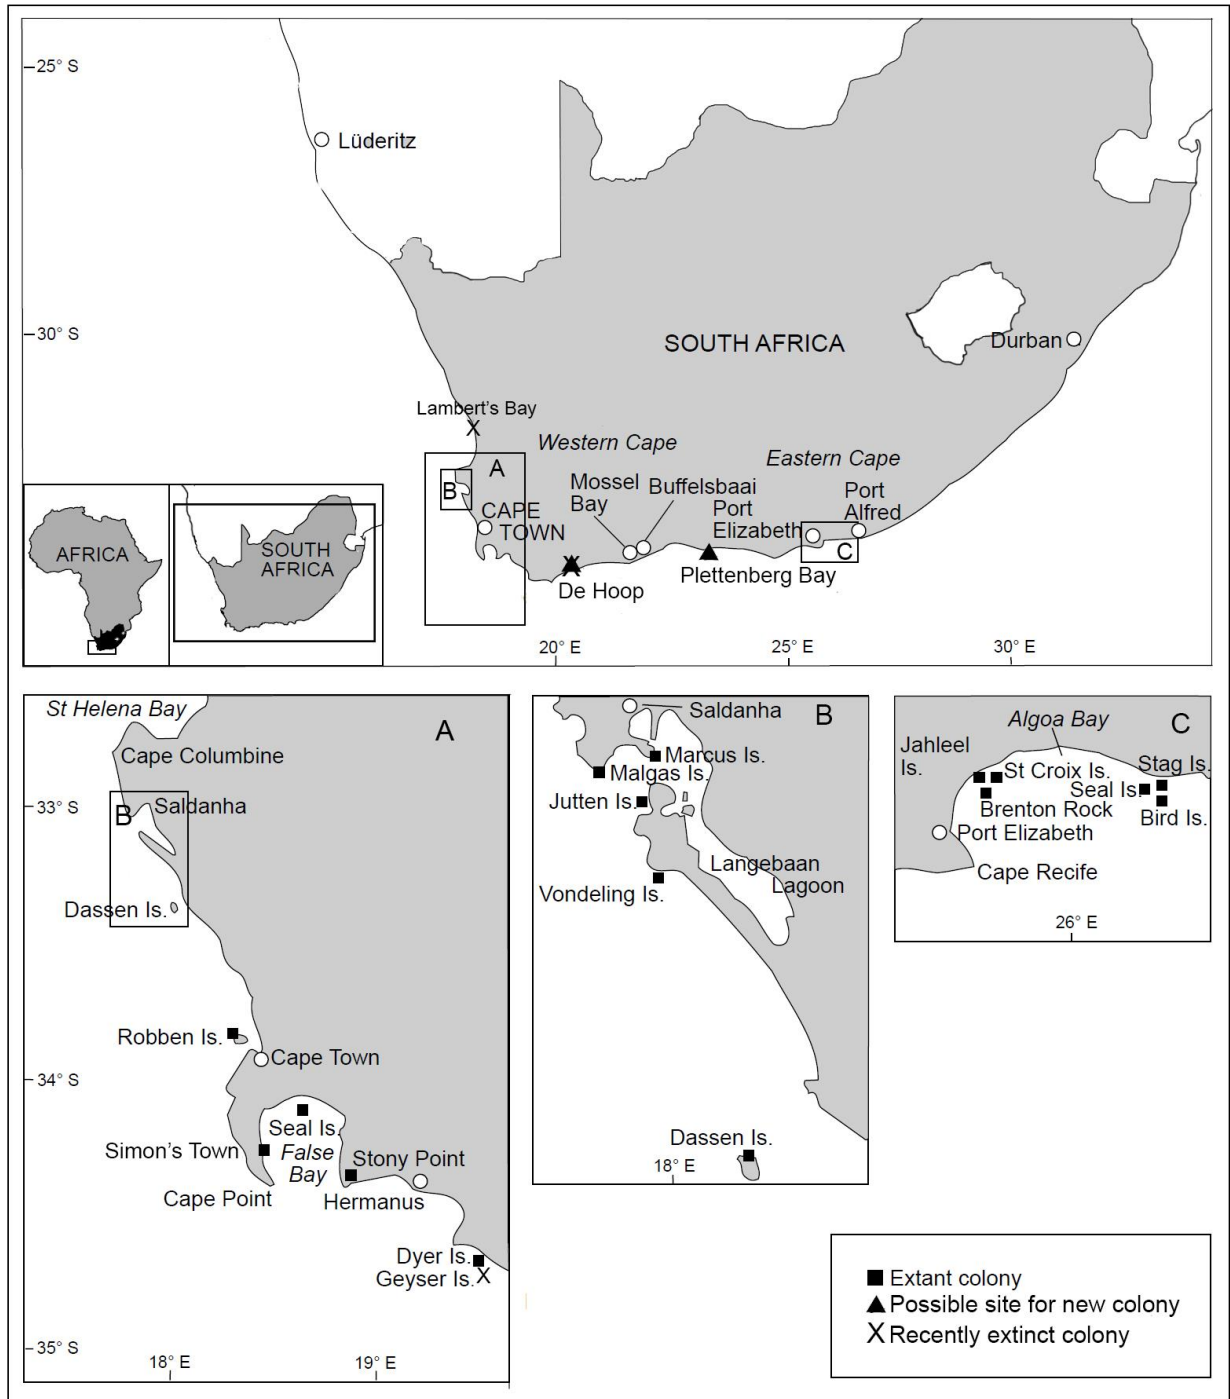 25° S
Lüderitz
30° S
SOUTH AFRICA
Durban
Lambert's Bay
X
Western Cape
Eastern Cape
A
B
Mossel
Bay
Buffelsbaai
Port
Elizabeth
Port
Alfred
CAPE
TOWN
C
De Hoop
Plettenberg Bay
20° E
25° E
30° E
AFRICA
SOUTH
AFRICA
St Helena Bay
A
Cape Columbine
33° S
B
Saldanha
Dassen Is.
Robben Is.
Cape Town
34° S
Seal Is.
Simon's Town
False
Bay
Stony Point
Cape Point
Hermanus
Dyer Is.
Geyser Is.
X
35° S
18° E
19° E
Saldanha
B
Marcus Is.
Malgas Is.
Jutten Is.
Langebaan
Lagoon
Vondeling Is.
Dassen Is.
18° E
Algoa Bay
C
Jahleel
Is.
St Croix Is.
Stag Is.
Seal Is.
Brenton Rock
Bird Is.
Port Elizabeth
Cape Recife
26° E
Extant colony
Possible site for new colony
X Recently extinct colony